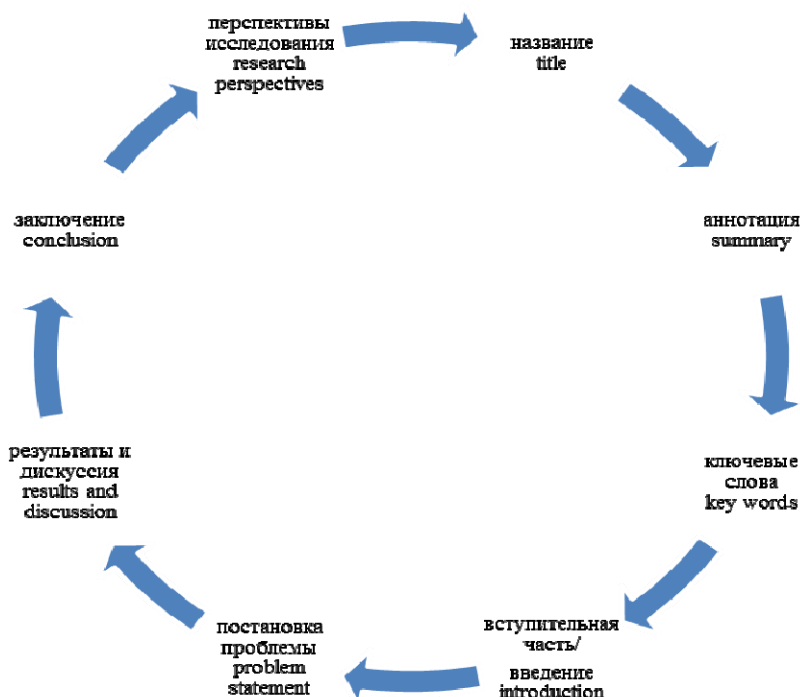 перспективы
исследования
research
perspectives
название
title
аннотация
summary
ключевые
слова
key words
вступительная
часть/
введение
introduction
постановка
проблемы
problem
statement
результаты и
дискуссия
results and
discussion
заключение
conclusion